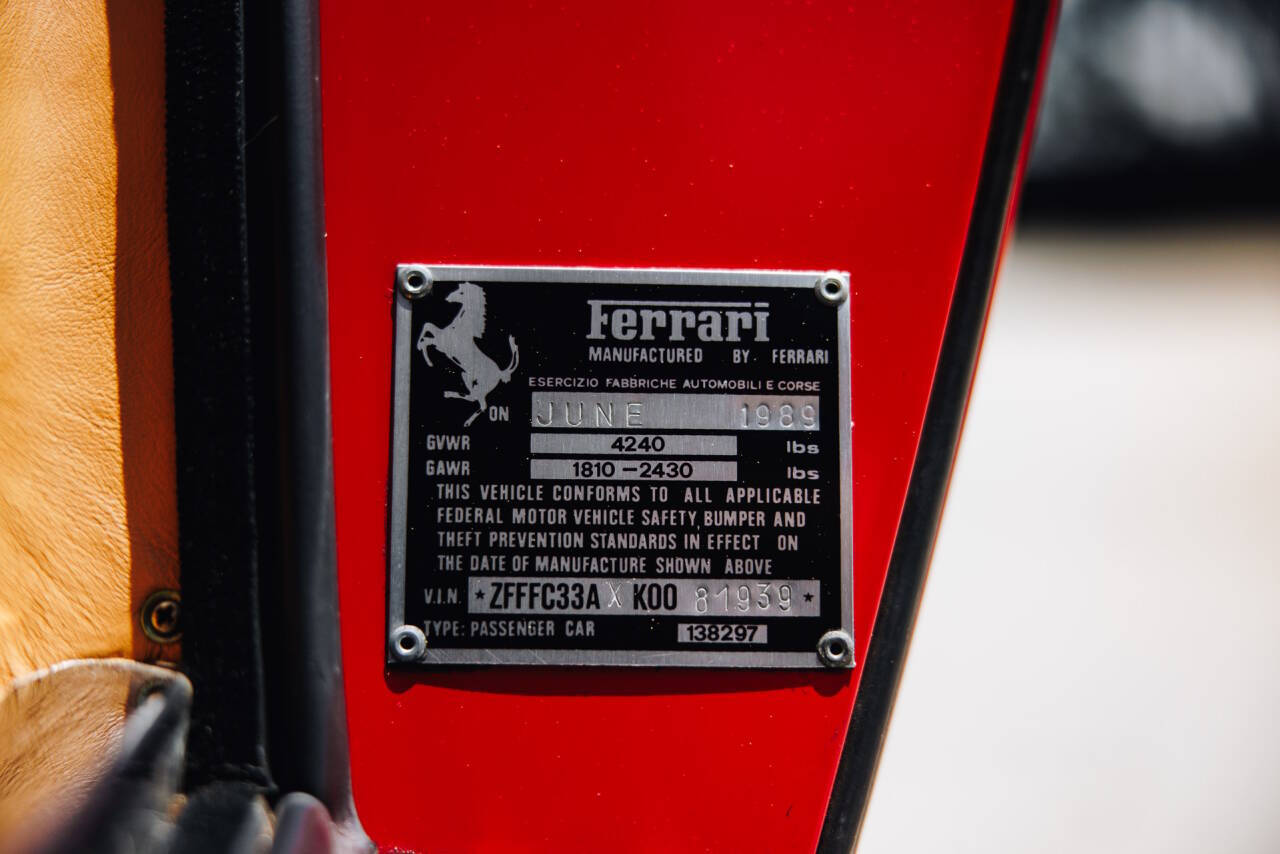 Ferrari
MANUFACTURED BY FERRARI
ESERCIZIO FABBRICHE AUTOMOBILI E CORSE
ON JUNE 1989
GVWR 4240 lbs
GAWR 1810-2430 lbs
THIS VEHICLE CONFORMS TO ALL APPLICABLE
FEDERAL MOTOR VEHICLE SAFETY, BUMPER AND
THEFT PREVENTION STANDARDS IN EFFECT ON
THE DATE OF MANUFACTURE SHOWN ABOVE
V.I.N. *ZFFFC33A X K00 81939*
TYPE: PASSENGER CAR 138297